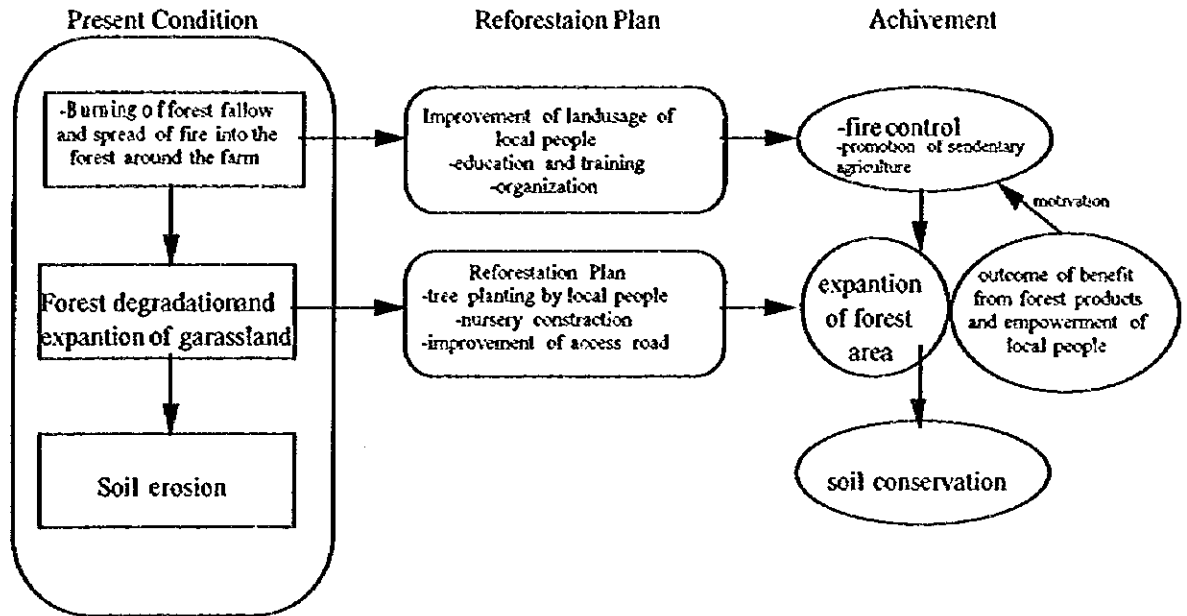 Present Condition
Reforestaion Plan
Achivement
-Burning of forest fallow
and spread of fire into the
forest around the farm
Improvement of landusage of
local people
-education and training
-organization
-fire control
-promotion of sendentary
agriculture
motivation
Forest degradationand
expantion of garassland
Reforestation Plan
-tree planting by local people
-nursery constraction
-improvement of access road
expantion
of forest
area
outcome of benefit
from forest products
and empowerment of
local people
Soil erosion
soil conservation